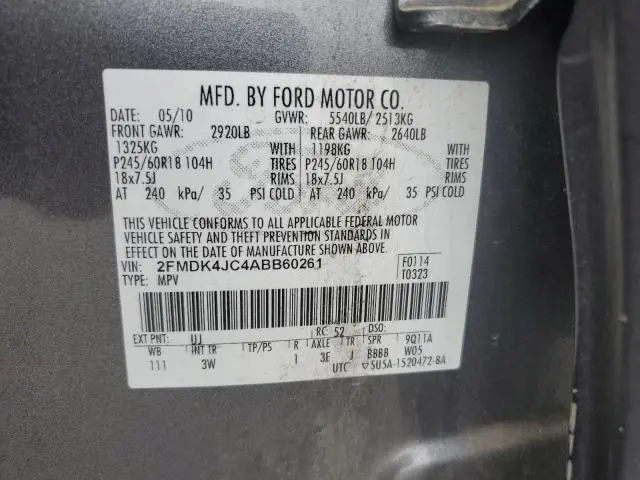 MFD. BY FORD MOTOR CO.
DATE: 05/10 GVWR: 5540LB/ 2513KG
FRONT GAWR: 2920LB REAR GAWR: 2640LB
1325KG WITH 1198KG WITH
P245/60R18 104H TIRES P245/60R18 104H TIRES
18x7.5J RIMS 18x7.5J RIMS
AT 240 kPa/ 35 PSI COLD AT 240 kPa/ 35 PSI COLD
THIS VEHICLE CONFORMS TO ALL APPLICABLE FEDERAL MOTOR
VEHICLE SAFETY AND THEFT PREVENTION STANDARDS IN
EFFECT ON THE DATE OF MANUFACTURE SHOWN ABOVE.
VIN: 2FMDK4JC4ABB60261 F0114
TYPE: MPV T0323
EXT PNT: UJ RC: 52 DSO:
WB INT TR TP/PS R AXLE TR SPR 9Q11A
111 3W 1 3F J BBBB W05
UTC ▽5U5A-1520472-BA